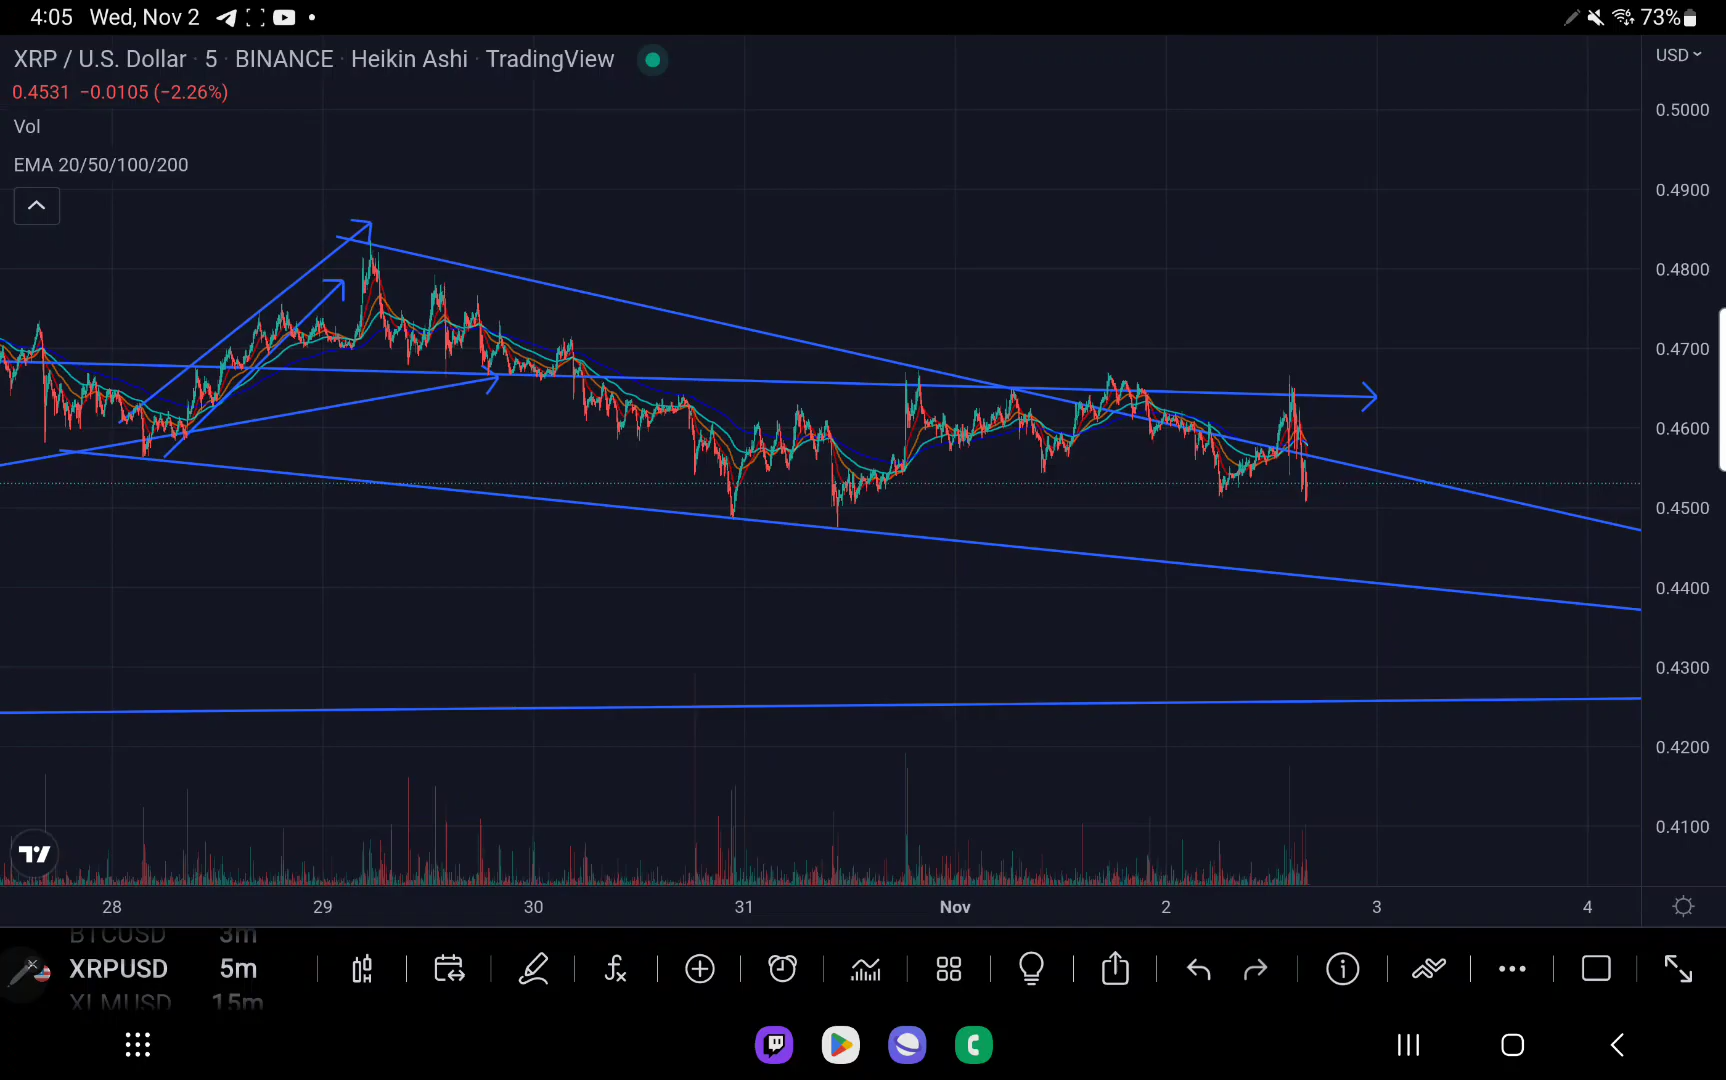 4:05 Wed, Nov 2 73%
XRP / U.S. Dollar · 5 · BINANCE · Heikin Ashi · TradingView
USD
0.4531 −0.0105 (−2.26%)
Vol
EMA 20/50/100/200
0.5000
0.4900
0.4800
0.4700
0.4600
0.4500
0.4400
0.4300
0.4200
0.4100
28 29 30 31 Nov 2 3 4
BTCUSD 3m
XRPUSD 5m
XLMUSD 15m